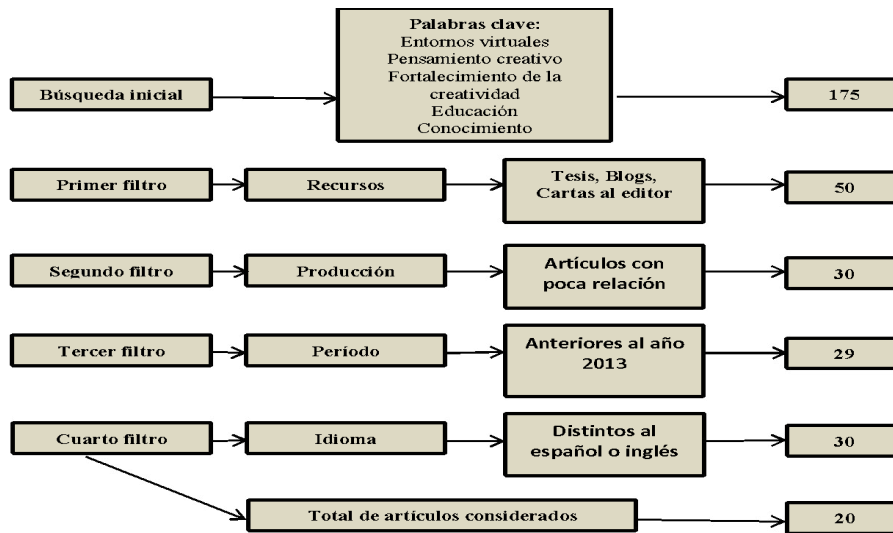 Palabras clave:
Entornos virtuales
Pensamiento creativo
Fortalecimiento de la
creatividad
Educación
Conocimiento
Búsqueda inicial
175
Primer filtro
Recursos
Tesis, Blogs,
Cartas al editor
50
Segundo filtro
Producción
Artículos con
poca relación
30
Tercer filtro
Período
Anteriores al año
2013
29
Cuarto filtro
Idioma
Distintos al
español o inglés
30
Total de artículos considerados
20